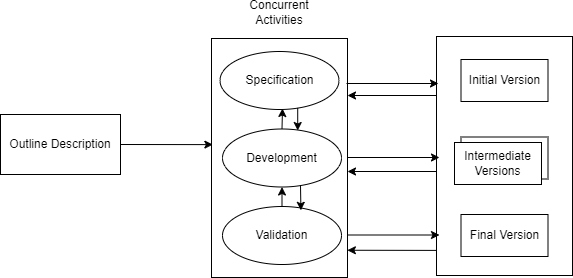 Concurrent
Activities
Specification
Initial Version
Outline Description
Development
Intermediate
Versions
Validation
Final Version